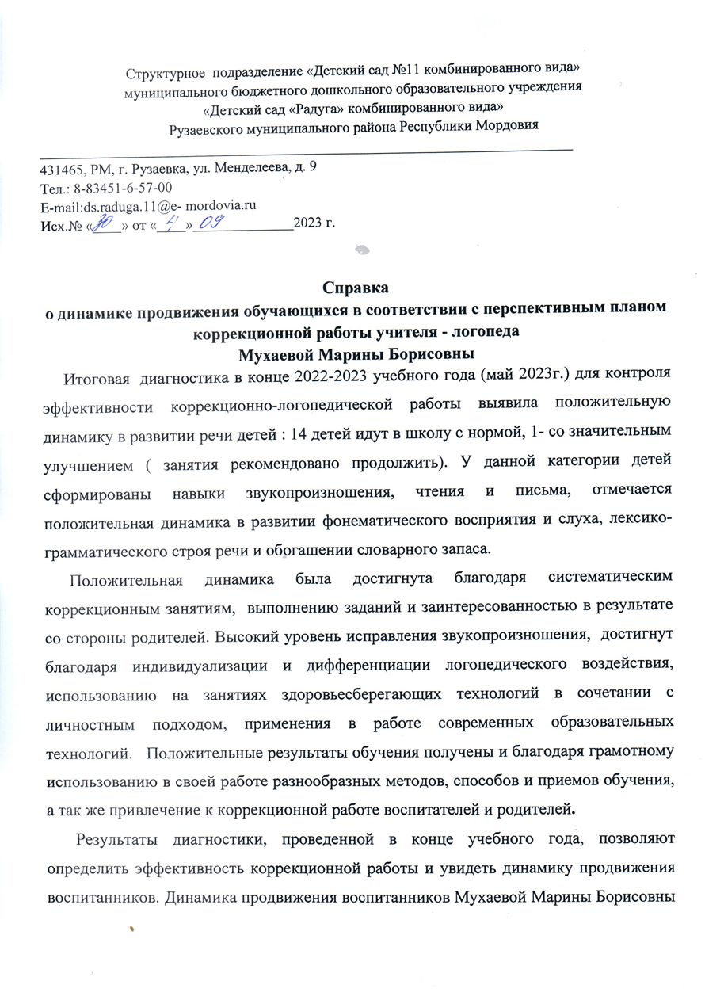 Структурное подразделение «Детский сад №11 комбинированного вида»
муниципального бюджетного дошкольного образовательного учреждения
«Детский сад «Радуга» комбинированного вида»
Рузаевского муниципального района Республики Мордовия
431465, РМ, г. Рузаевка, ул. Менделеева, д. 9
Тел.: 8-83451-6-57-00
E-mail:ds.raduga.11@e- mordovia.ru
Исх.№ «30» от «4» 09 2023 г.
Справка
о динамике продвижения обучающихся в соответствии с перспективным планом
коррекционной работы учителя - логопеда
Мухаевой Марины Борисовны
Итоговая диагностика в конце 2022-2023 учебного года (май 2023г.) для контроля
эффективности коррекционно-логопедической работы выявила положительную
динамику в развитии речи детей : 14 детей идут в школу с нормой, 1- со значительным
улучшением ( занятия рекомендовано продолжить). У данной категории детей
сформированы навыки звукопроизношения, чтения и письма, отмечается
положительная динамика в развитии фонематического восприятия и слуха, лексико-
грамматического строя речи и обогащении словарного запаса.
Положительная динамика была достигнута благодаря систематическим
коррекционным занятиям, выполнению заданий и заинтересованностью в результате
со стороны родителей. Высокий уровень исправления звукопроизношения, достигнут
благодаря индивидуализации и дифференциации логопедического воздействия,
использованию на занятиях здоровьесберегающих технологий в сочетании с
личностным подходом, применения в работе современных образовательных
технологий. Положительные результаты обучения получены и благодаря грамотному
использованию в своей работе разнообразных методов, способов и приемов обучения,
а так же привлечение к коррекционной работе воспитателей и родителей.
Результаты диагностики, проведенной в конце учебного года, позволяют
определить эффективность коррекционной работы и увидеть динамику продвижения
воспитанников. Динамика продвижения воспитанников Мухаевой Марины Борисовны